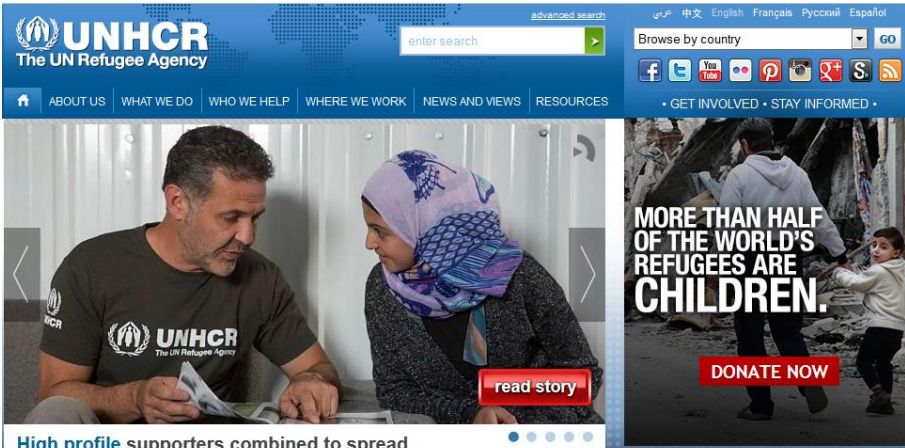 UNHCR
The UN Refugee Agency
advanced search
enter search
عربي 中文 English Français Русский Español
Browse by country GO
You
Tube
ABOUT US WHAT WE DO WHO WE HELP WHERE WE WORK NEWS AND VIEWS RESOURCES
• GET INVOLVED • STAY INFORMED •
UNHCR
The UN Refugee Agency
read story
MORE THAN HALF
OF THE WORLD'S
REFUGEES ARE
CHILDREN.
DONATE NOW
High profile supporters combined to spread